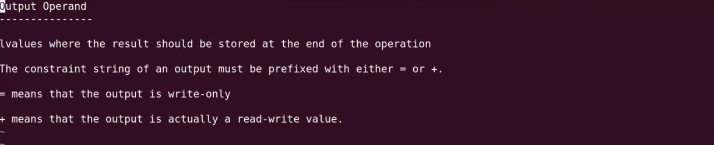 Output Operand
---------------
lvalues where the result should be stored at the end of the operation
The constraint string of an output must be prefixed with either = or +.
= means that the output is write-only
+ means that the output is actually a read-write value.
~
~